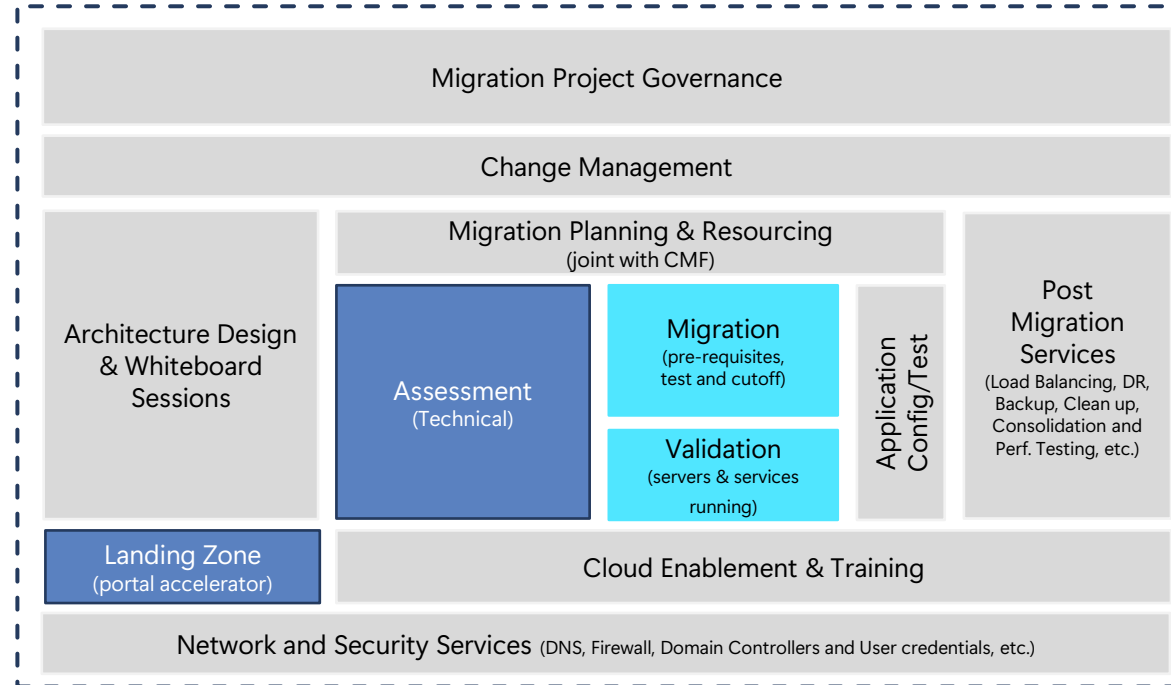 Migration Project Governance
Change Management
Architecture Design
& Whiteboard
Sessions
Migration Planning & Resourcing
(joint with CMF)
Assessment
(Technical)
Migration
(pre-requisites,
test and cutoff)
Validation
(servers & services
running)
Application
Config/Test
Post
Migration
Services
(Load Balancing, DR,
Backup, Clean up,
Consolidation and
Perf. Testing, etc.)
Landing Zone
(portal accelerator)
Cloud Enablement & Training
Network and Security Services (DNS, Firewall, Domain Controllers and User credentials, etc.)